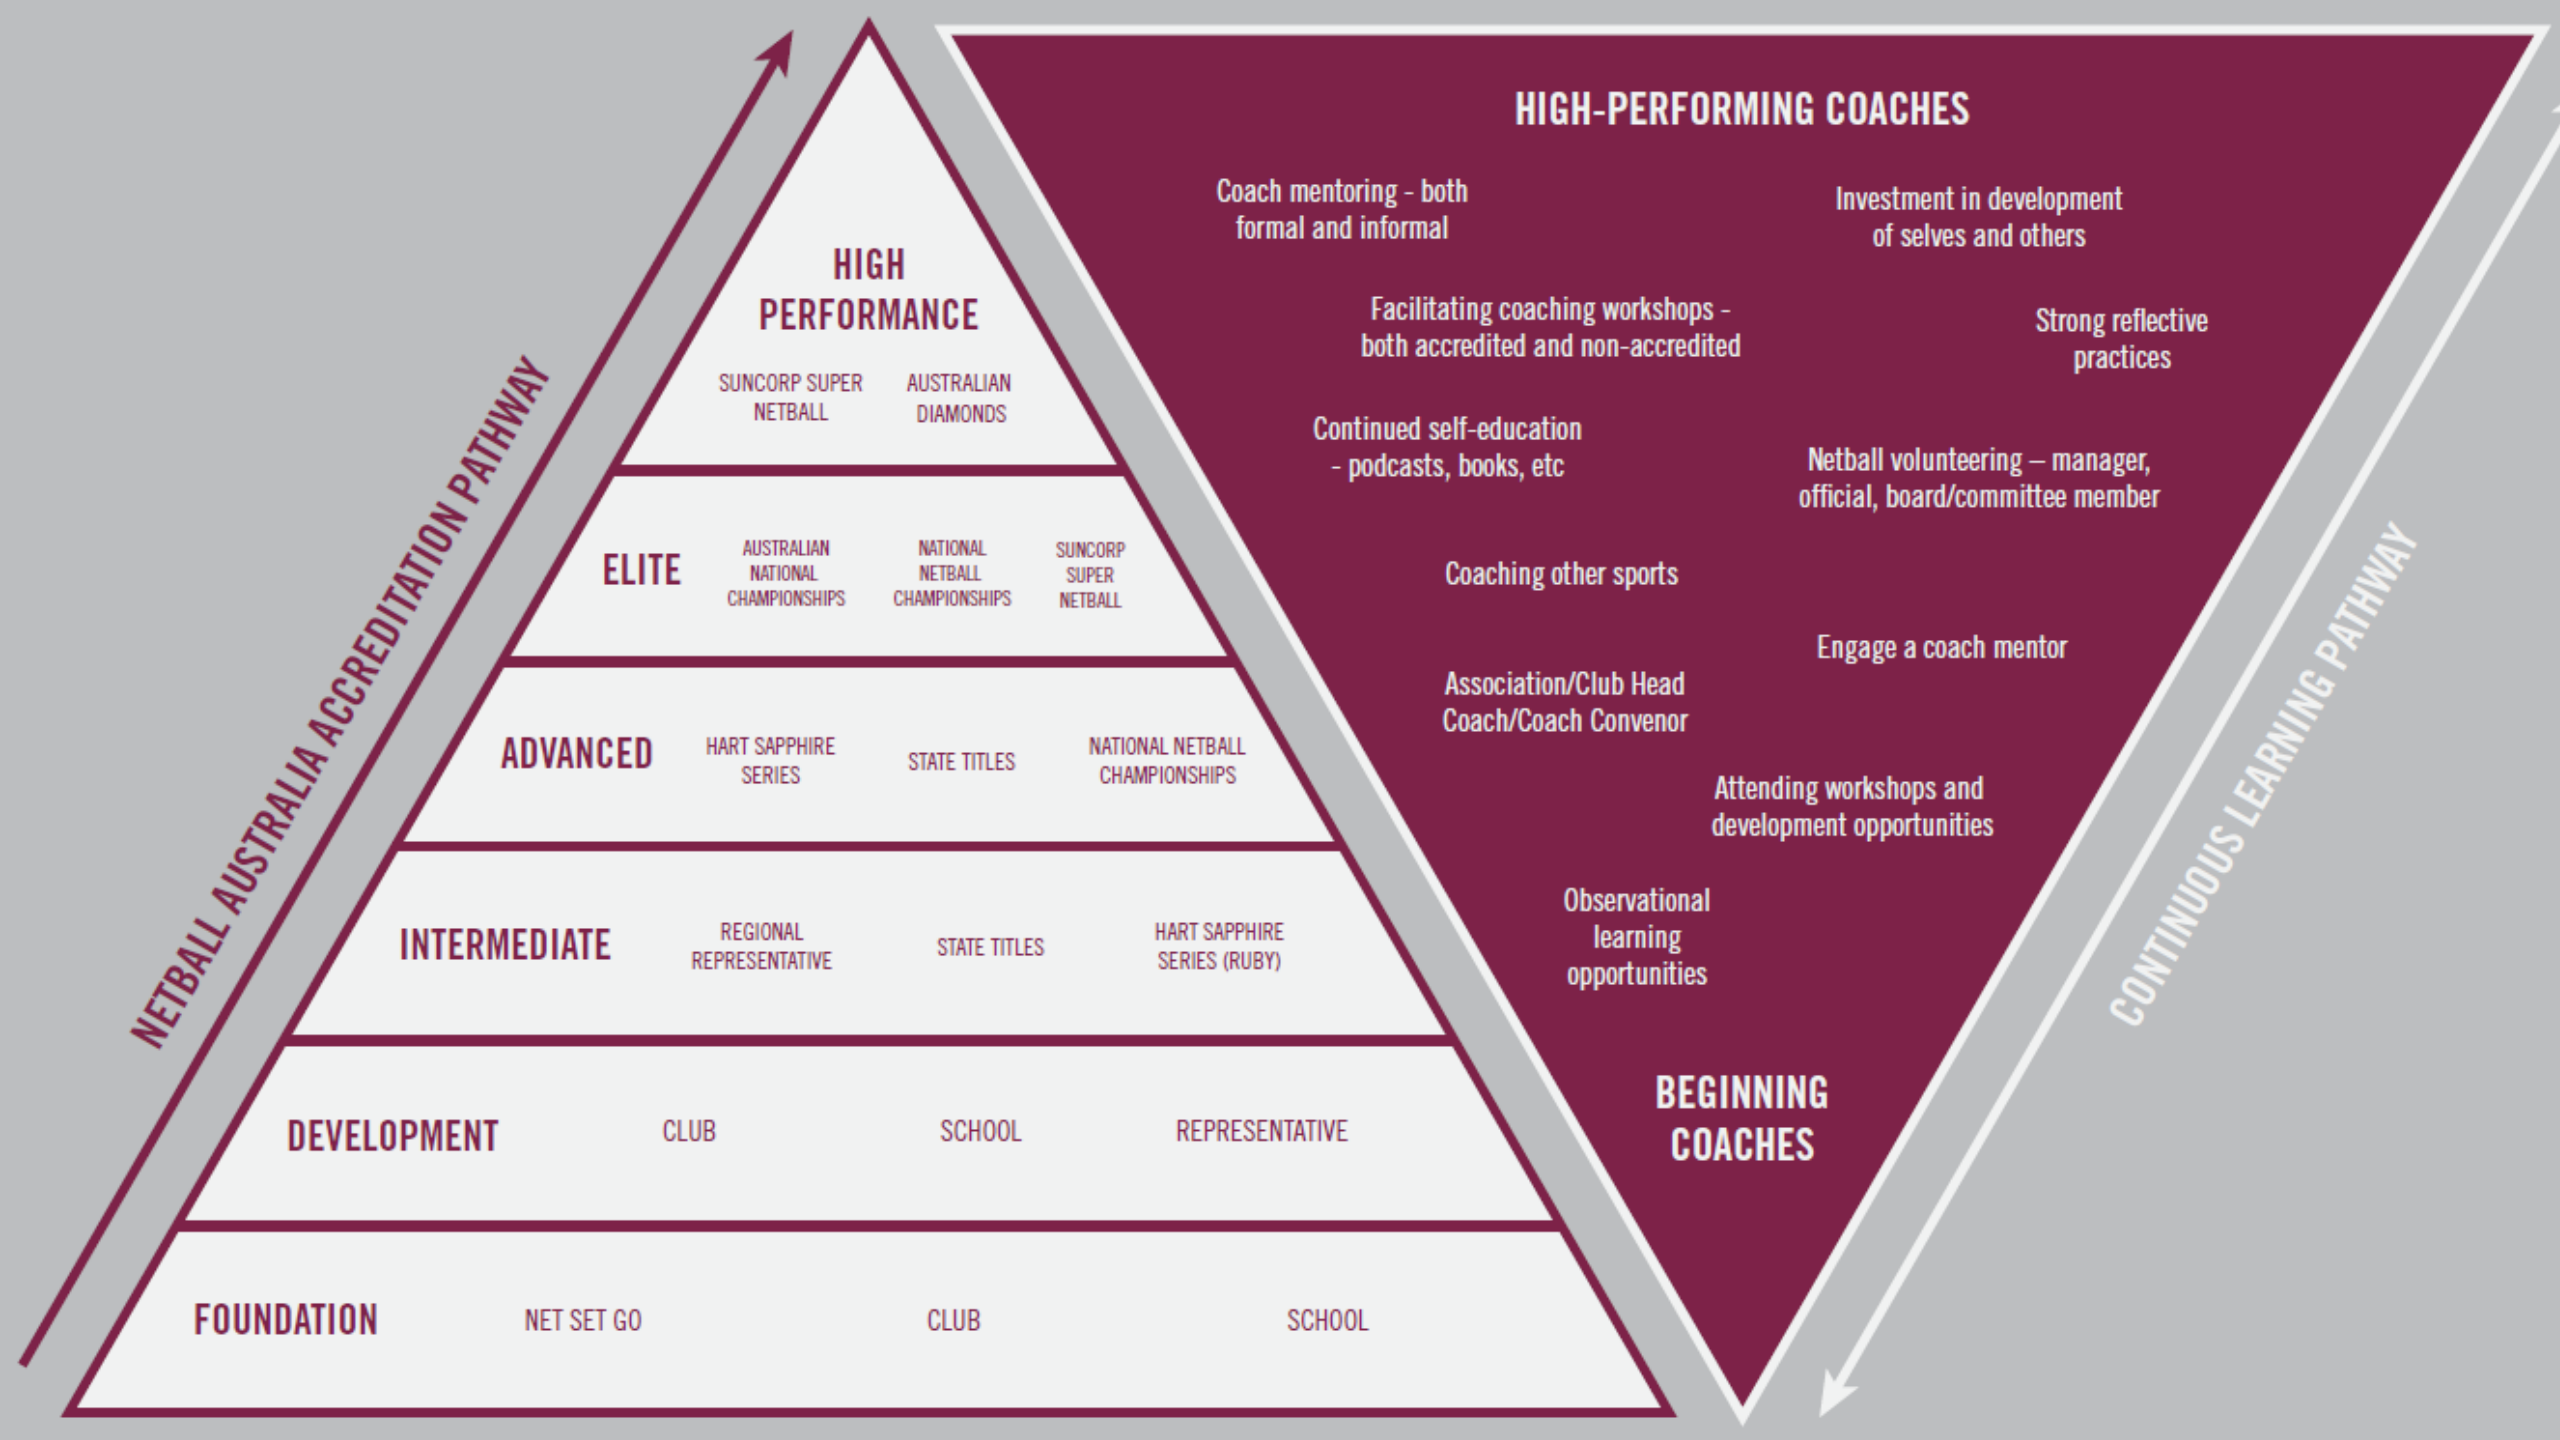 NETBALL AUSTRALIA ACCREDITATION PATHWAY
HIGH
PERFORMANCE
SUNCORP SUPER
NETBALL
AUSTRALIAN
DIAMONDS
ELITE
AUSTRALIAN
NATIONAL
CHAMPIONSHIPS
NATIONAL
NETBALL
CHAMPIONSHIPS
SUNCORP
SUPER
NETBALL
ADVANCED
HART SAPPHIRE
SERIES
STATE TITLES
NATIONAL NETBALL
CHAMPIONSHIPS
INTERMEDIATE
REGIONAL
REPRESENTATIVE
STATE TITLES
HART SAPPHIRE
SERIES (RUBY)
DEVELOPMENT
CLUB
SCHOOL
REPRESENTATIVE
FOUNDATION
NET SET GO
CLUB
SCHOOL
HIGH-PERFORMING COACHES
Coach mentoring - both
formal and informal
Investment in development
of selves and others
Facilitating coaching workshops -
both accredited and non-accredited
Strong reflective
practices
Continued self-education
- podcasts, books, etc
Netball volunteering – manager,
official, board/committee member
Coaching other sports
Engage a coach mentor
Association/Club Head
Coach/Coach Convenor
Attending workshops and
development opportunities
Observational
learning
opportunities
BEGINNING
COACHES
CONTINUOUS LEARNING PATHWAY